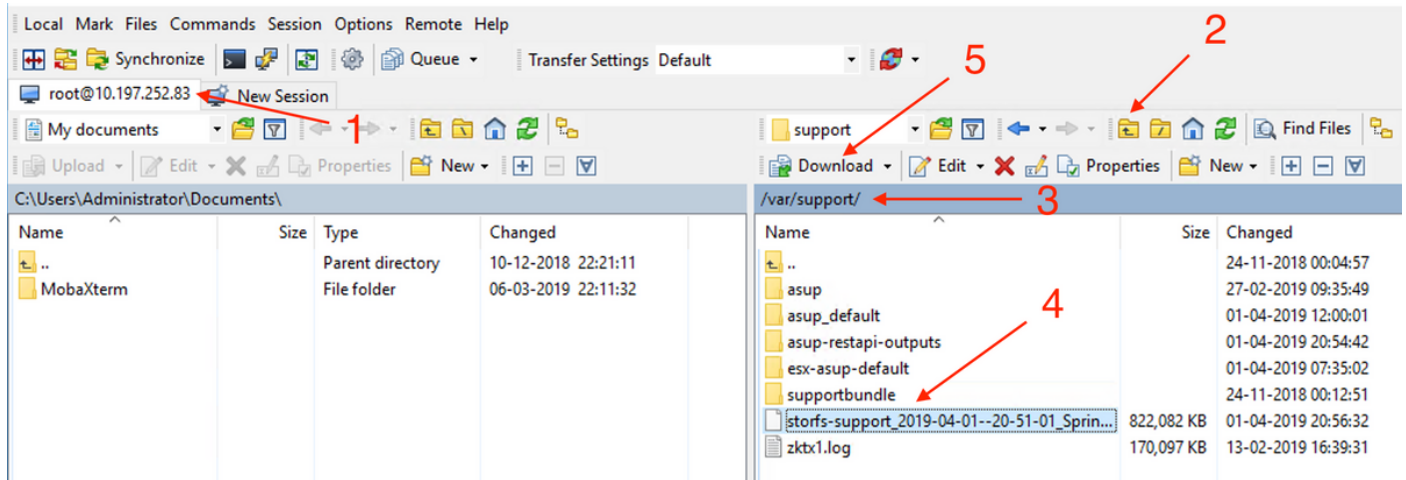 Local Mark Files Commands Session Options Remote Help
2
Synchronize Queue Transfer Settings Default
5
root@10.197.252.83 New Session
1
My documents support Find Files
Upload Edit Properties New Download Edit Properties New
C:\Users\Administrator\Documents\ /var/support/ 3
Name Size Type Changed Name Size Changed
.. Parent directory 10-12-2018 22:21:11 .. 24-11-2018 00:04:57
MobaXterm File folder 06-03-2019 22:11:32 asup 27-02-2019 09:35:49
4
asup_default 01-04-2019 12:00:01
asup-restapi-outputs 01-04-2019 20:54:42
esx-asup-default 01-04-2019 07:35:02
supportbundle 24-11-2018 00:12:51
storfs-support_2019-04-01--20-51-01_Sprin... 822,082 KB 01-04-2019 20:56:32
zktx1.log 170,097 KB 13-02-2019 16:39:31